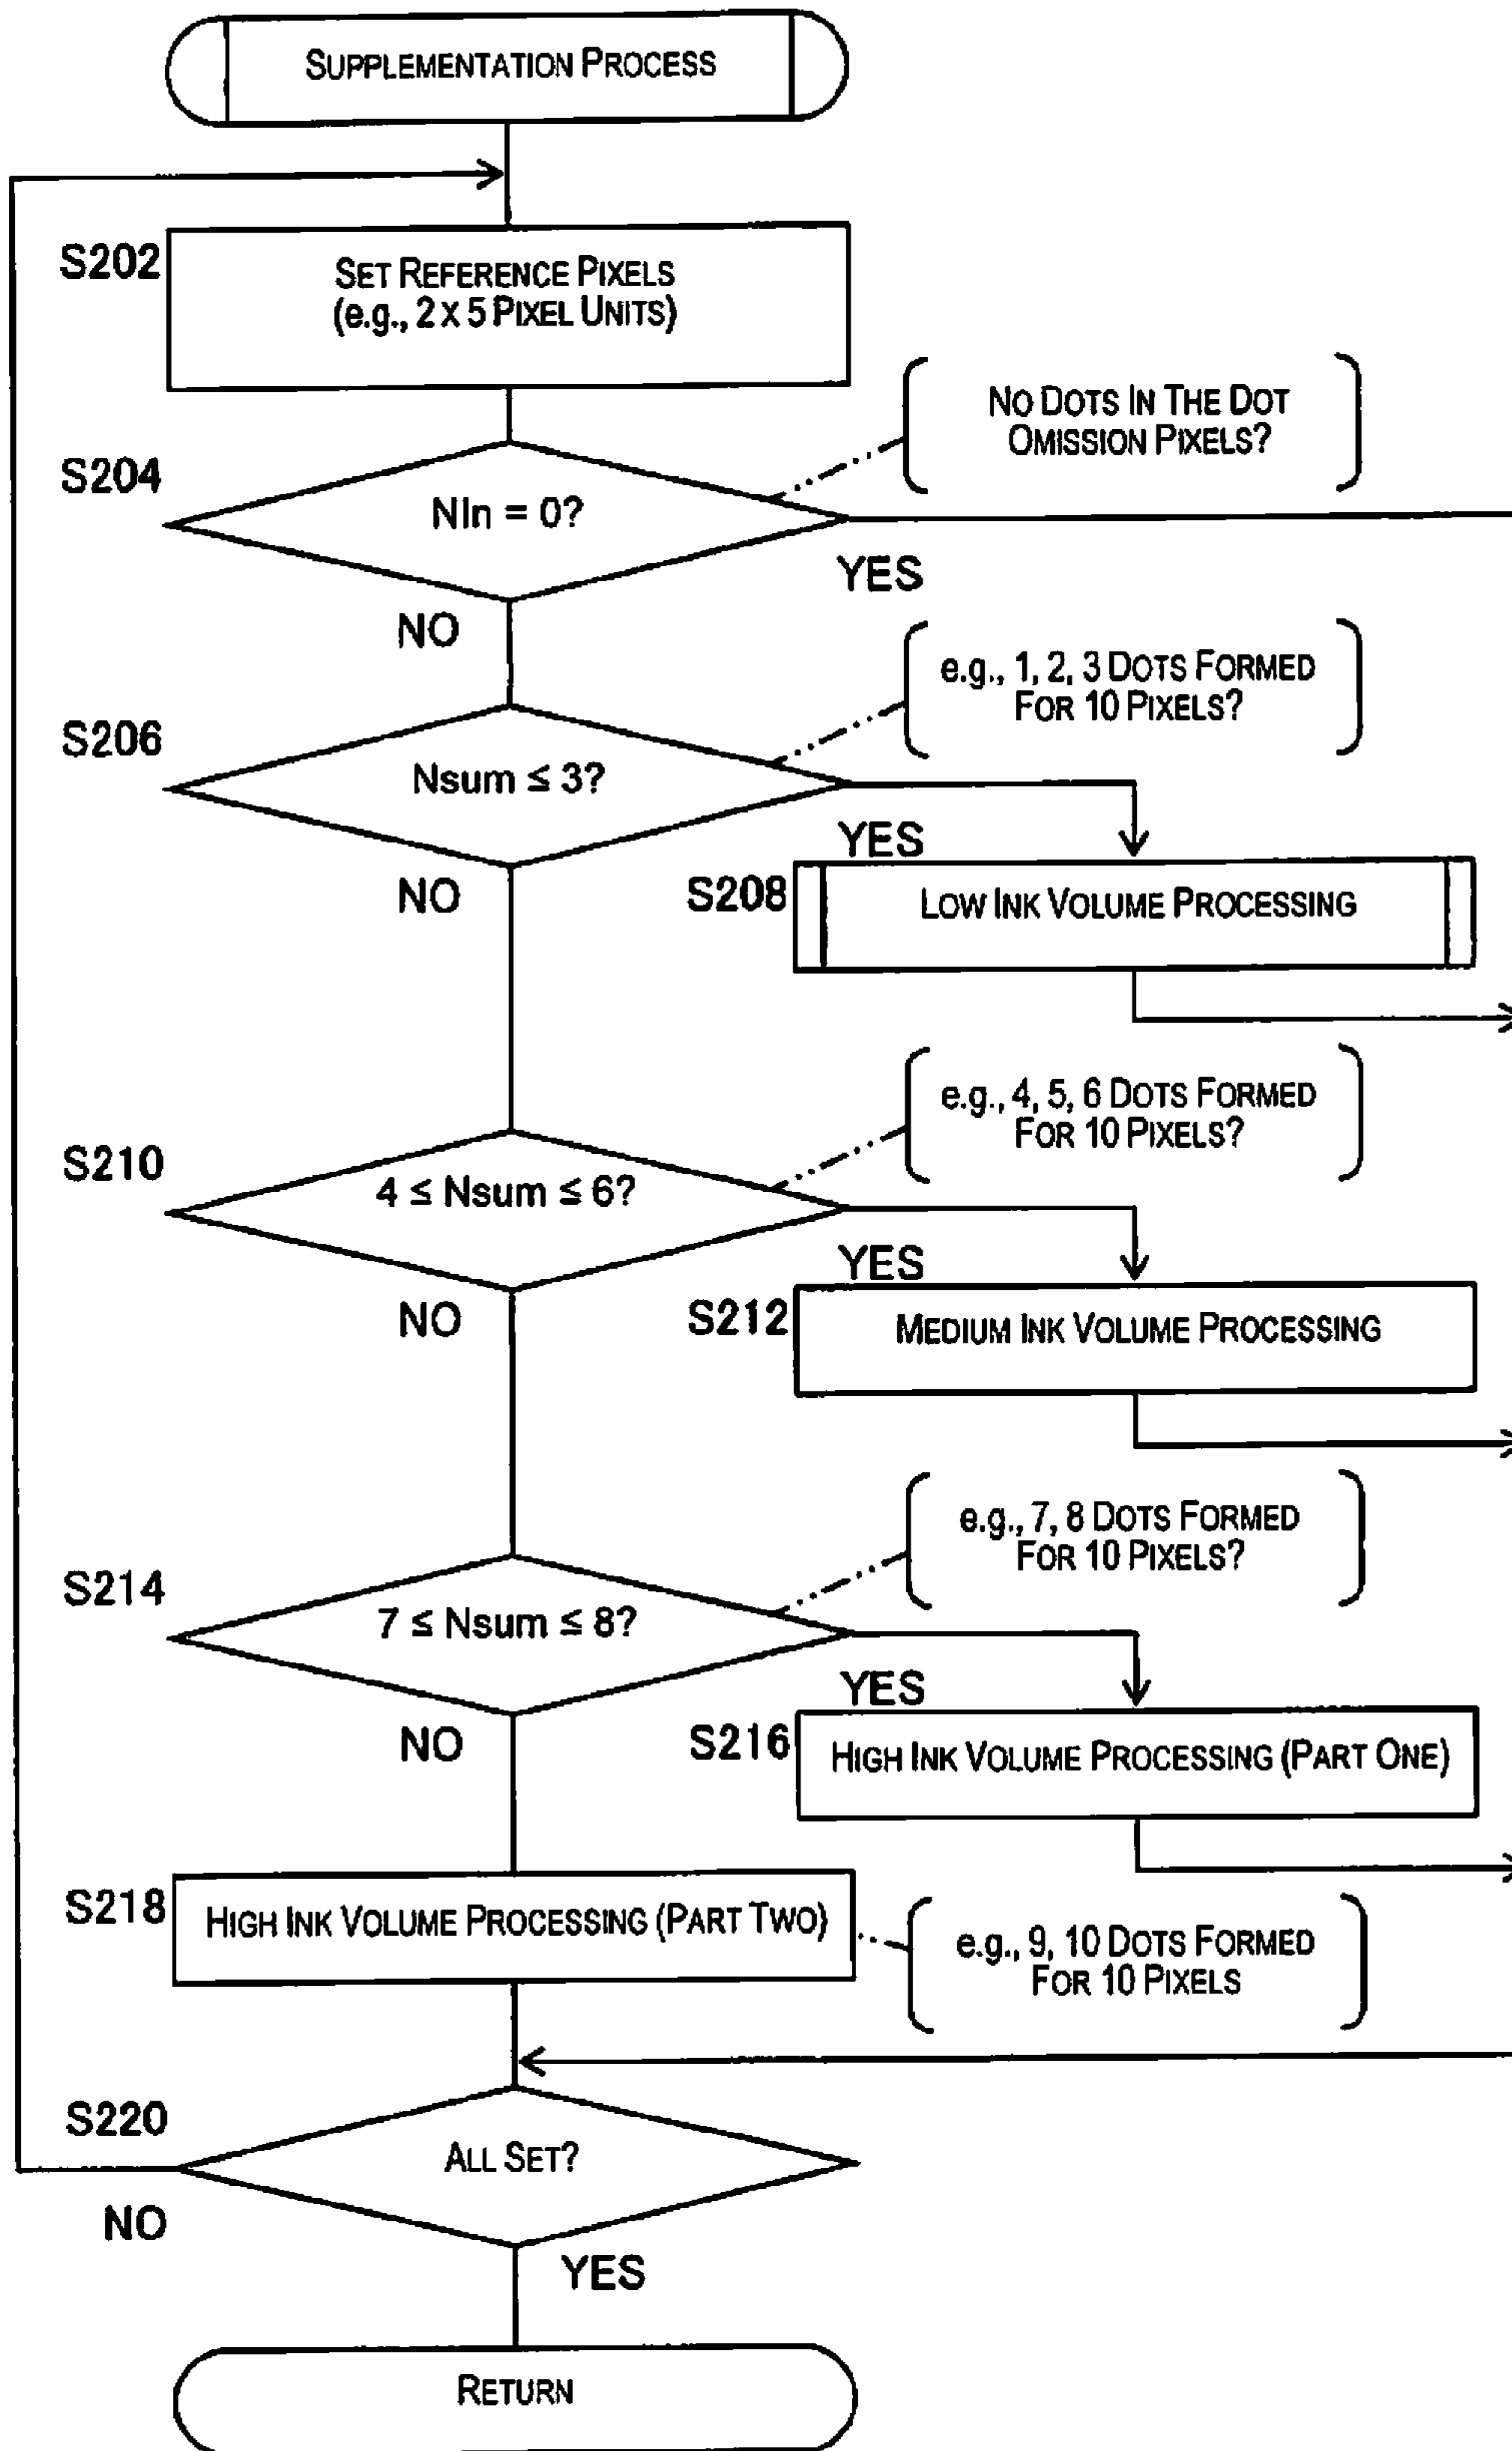 SUPPLEMENTATION PROCESS
S202
SET REFERENCE PIXELS
(e.g., 2 x 5 PIXEL UNITS)
NO DOTS IN THE DOT
OMISSION PIXELS?
S204
Nln = 0?
YES
NO
e.g., 1, 2, 3 DOTS FORMED
FOR 10 PIXELS?
S206
Nsum ≤ 3?
YES
NO
S208
LOW INK VOLUME PROCESSING
e.g., 4, 5, 6 DOTS FORMED
FOR 10 PIXELS?
S210
4 ≤ Nsum ≤ 6?
YES
NO
S212
MEDIUM INK VOLUME PROCESSING
e.g., 7, 8 DOTS FORMED
FOR 10 PIXELS?
S214
7 ≤ Nsum ≤ 8?
YES
NO
S216
HIGH INK VOLUME PROCESSING (PART ONE)
S218
HIGH INK VOLUME PROCESSING (PART TWO)
e.g., 9, 10 DOTS FORMED
FOR 10 PIXELS
S220
ALL SET?
NO
YES
RETURN